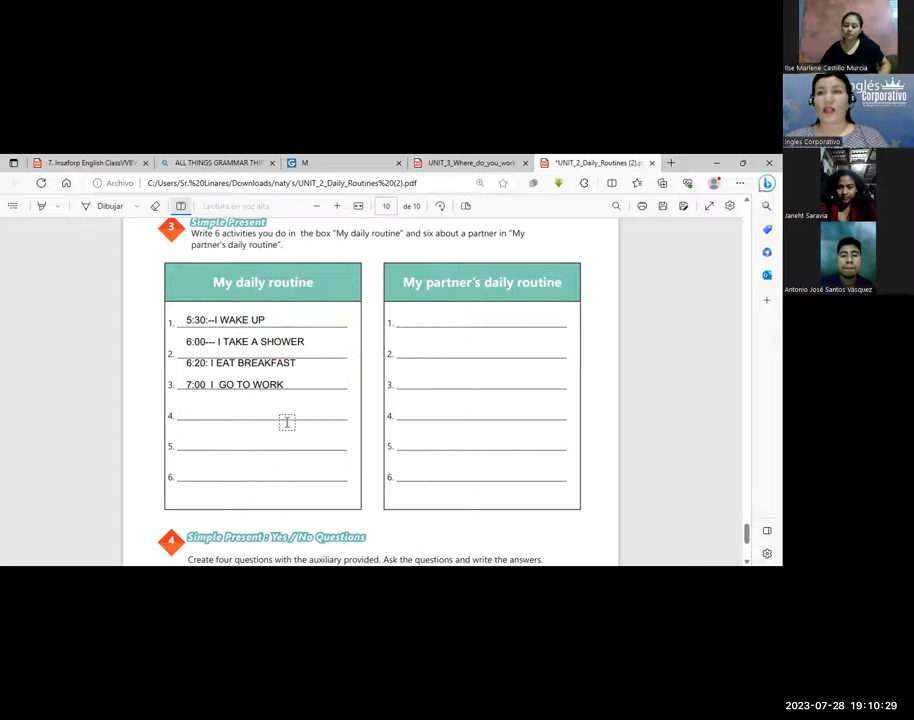 Ilse Marlene Castillo Murcia
Inglés
Corporativo
Ingles Corporativo
Janeht Saravia
Antonio José Santos Vásquez
7. Insaforp English ClassVVEV
ALL THINGS GRAMMAR THIR
M
UNIT_3_Where_do_you_work
*UNIT_2_Daily_Routines (2).p
Archivo
C:/Users/Sr.%20Linares/Downloads/naty's/UNIT_2_Daily_Routines%20(2).pdf
Dibujar
Lectura en voz alta
10
de 10
3
Simple Present
Write 6 activities you do in the box "My daily routine" and six about a partner in "My
partner's daily routine".
My daily routine
1.
5:30:--I WAKE UP
6:00--- I TAKE A SHOWER
2.
6:20: I EAT BREAKFAST
3.
7:00 I GO TO WORK
4.
5.
6.
My partner's daily routine
1.
2.
3.
4.
5.
6.
4
Simple Present : Yes / No Questions
Create four questions with the auxiliary provided. Ask the questions and write the answers.
2023-07-28 19:10:29